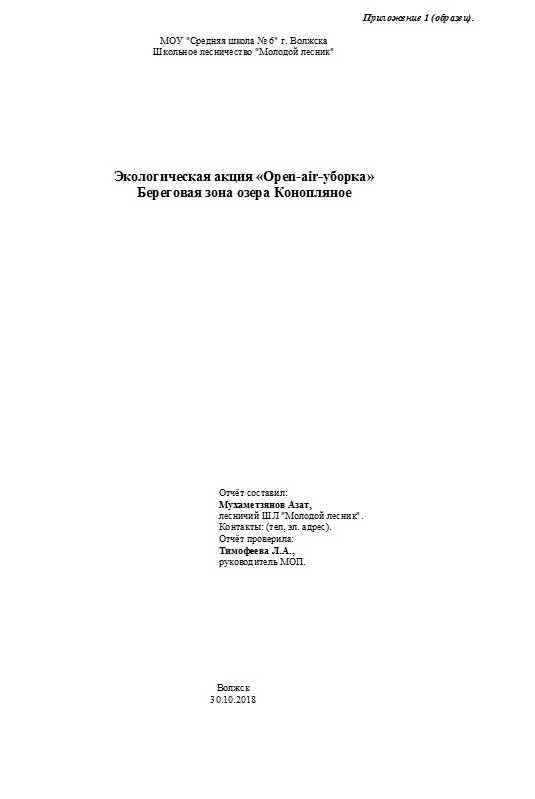 Приложение 1 (образец).
МОУ "Средняя школа № 6" г. Волжска
Школьное лесничество "Молодой лесник"
Экологическая акция «Open-air-уборка»
Береговая зона озера Конопляное
Отчёт составил:
Мухаметзянов Азат,
лесничий ШЛ "Молодой лесник".
Контакты: (тел, эл. адрес).
Отчёт проверила:
Тимофеева Л.А.,
руководитель МОП.
Волжск
30.10.2018